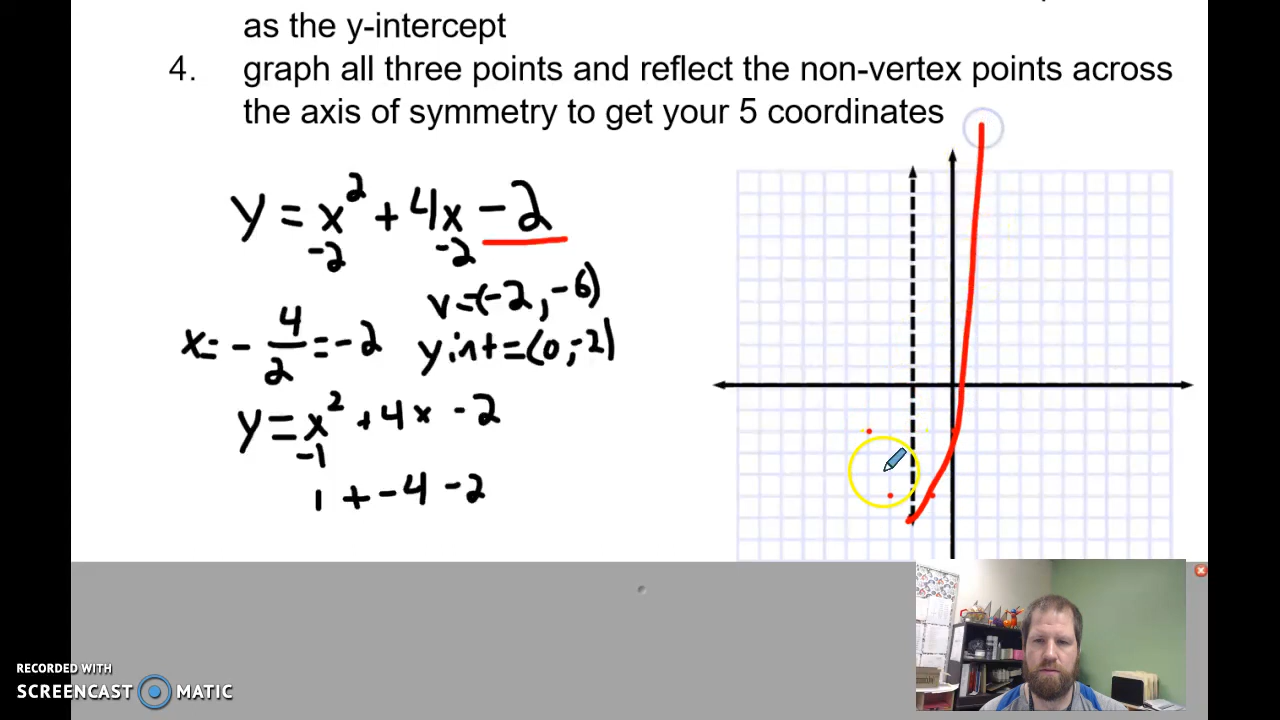 as the y-intercept
4. graph all three points and reflect the non-vertex points across
the axis of symmetry to get your 5 coordinates
y = x² + 4x - 2
-2 -2
v=(-2, -6)
x= - 4/2 = -2
y int = (0, -2)
y = x² + 4x - 2
-1
1 + -4 - 2
RECORDED WITH
SCREENCAST MATIC